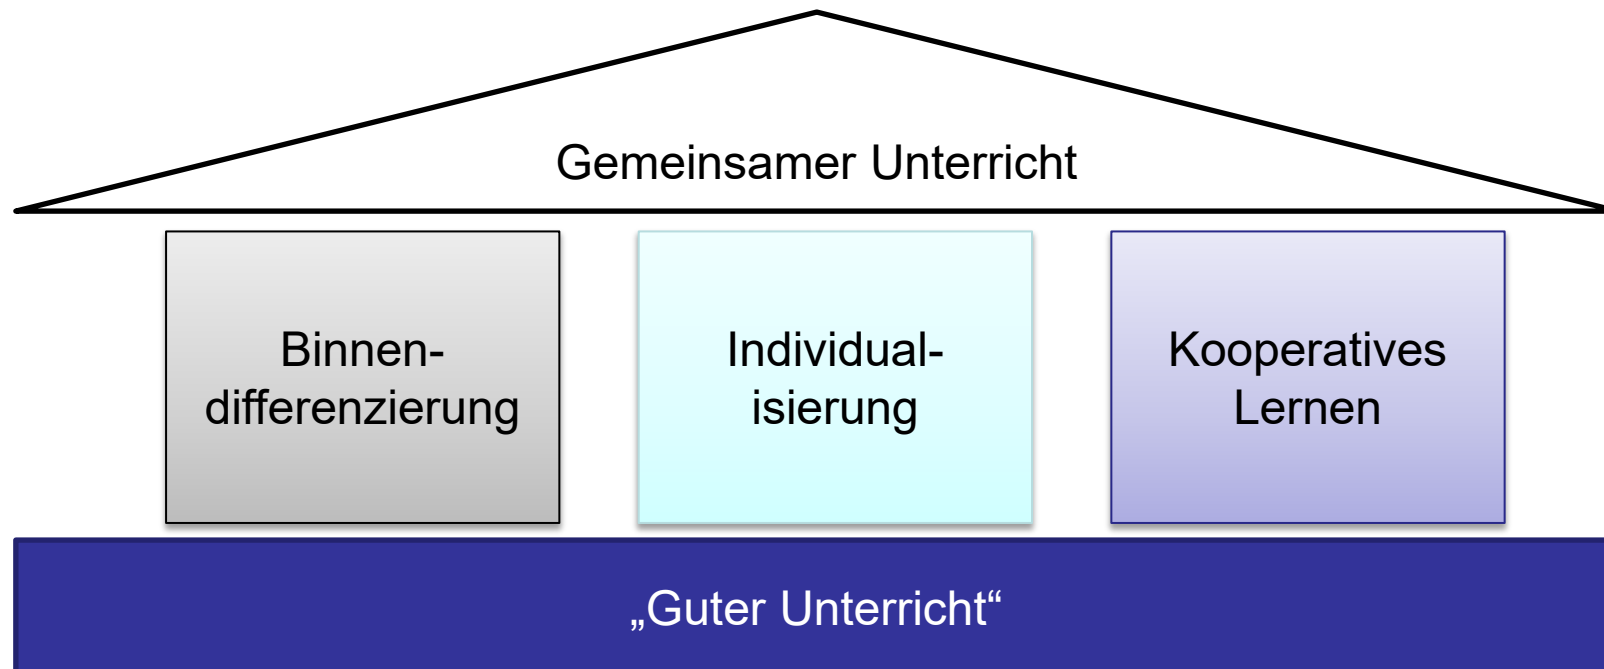 Gemeinsamer Unterricht
Binnen-
differenzierung
Individual-
isierung
Kooperatives
Lernen
„Guter Unterricht“